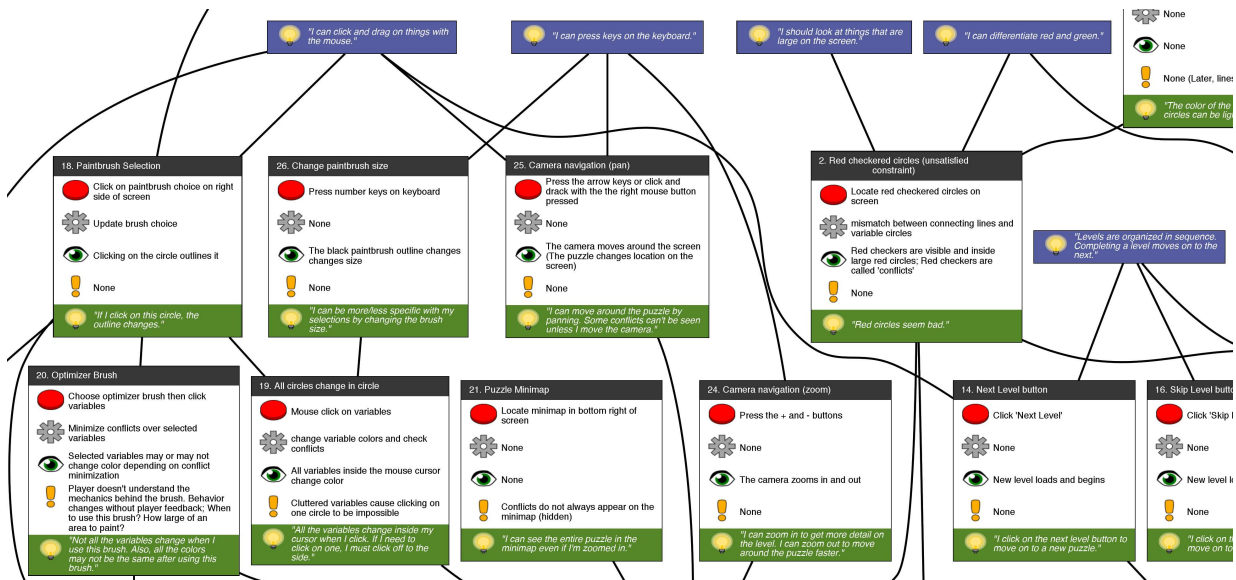 "I can click and drag on things with
the mouse."
"I can press keys on the keyboard."
"I should look at things that are
large on the screen."
"I can differentiate red and green."
None
None
None (Later, lines
"The color of the
circles can be lig
18. Paintbrush Selection
Click on paintbrush choice on right
side of screen
Update brush choice
Clicking on the circle outlines it
None
"If I click on this circle, the
outline changes."
26. Change paintbrush size
Press number keys on keyboard
None
The black paintbrush outline changes
changes size
None
"I can be more/less specific with my
selections by changing the brush
size."
25. Camera navigation (pan)
Press the arrow keys or click and
drack with the the right mouse button
pressed
None
The camera moves around the screen
(The puzzle changes location on the
screen)
None
"I can move around the puzzle by
panning. Some conflicts can't be seen
unless I move the camera."
2. Red checkered circles (unsatisfied
constraint)
Locate red checkered circles on
screen
mismatch between connecting lines and
variable circles
Red checkers are visible and inside
large red circles; Red checkers are
called 'conflicts'
None
"Red circles seem bad."
"Levels are organized in sequence.
Completing a level moves on to the
next."
20. Optimizer Brush
Choose optimizer brush then click
variables
Minimize conflicts over selected
variables
Selected variables may or may not
change color depending on conflict
minimization
Player doesn't understand the
mechanics behind the brush. Behavior
changes without player feedback; When
to use this brush? How large of an
area to paint?
"Not all the variables change when I
use this brush. Also, all the colors
may not be the same after using this
brush."
19. All circles change in circle
Mouse click on variables
change variable colors and check
conflicts
All variables inside the mouse cursor
change color
Cluttered variables cause clicking on
one circle to be impossible
"All the variables change inside my
cursor when I click. If I need to
click on one, I must click off to the
side."
21. Puzzle Minimap
Locate minimap in bottom right of
screen
None
None
Conflicts do not always appear on the
minimap (hidden)
"I can see the entire puzzle in the
minimap even if I'm zoomed in."
24. Camera navigation (zoom)
Press the + and - buttons
None
The camera zooms in and out
None
"I can zoom in to get more detail on
the level. I can zoom out to move
around the puzzle faster."
14. Next Level button
Click 'Next Level'
None
New level loads and begins
None
"I click on the next level button to
move on to a new puzzle."
16. Skip Level butto
Click 'Skip
None
New level lo
None
"I click on th
move on to